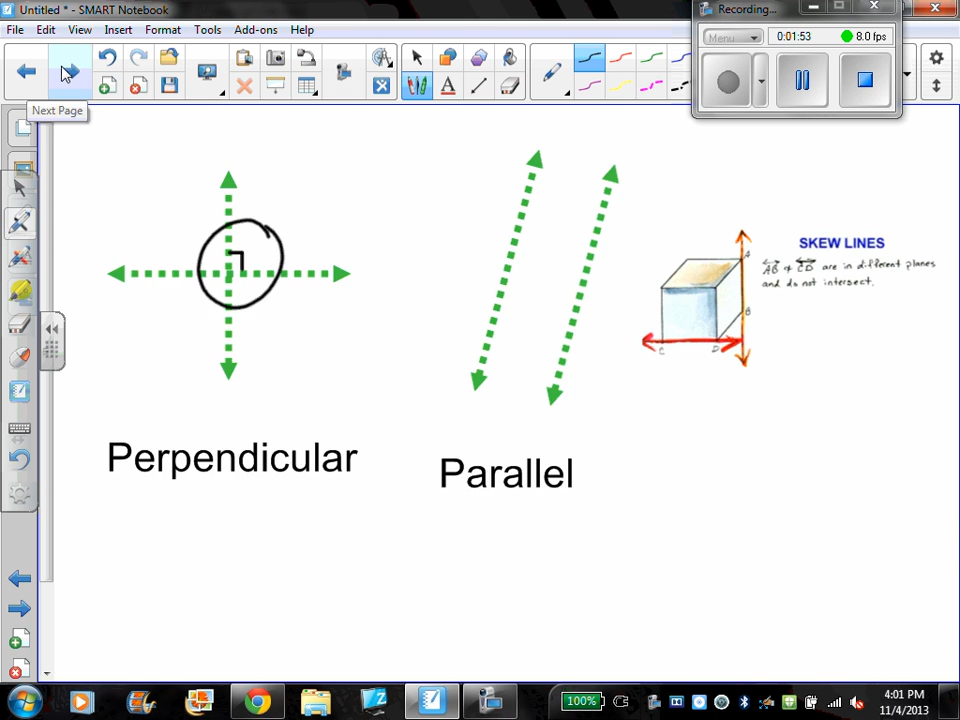 Untitled * - SMART Notebook
Recording...
File Edit View Insert Format Tools Add-ons Help
Menu 0:01:53 8.0 fps
Next Page
SKEW LINES
A
AB & CD are in different planes
and do not intersect.
B
C D
Perpendicular
Parallel
100%
4:01 PM
11/4/2013